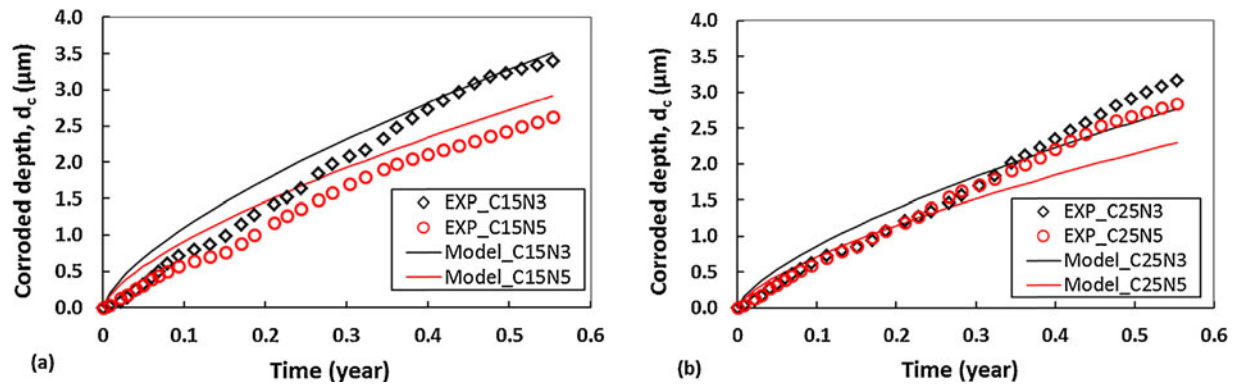 4.0
3.5
3.0
2.5
2.0
1.5
1.0
0.5
0.0
Corroded depth, d_c (μm)
EXP_C15N3
EXP_C15N5
Model_C15N3
Model_C15N5
0 0.1 0.2 0.3 0.4 0.5 0.6
Time (year)
(a)
4.0
3.5
3.0
2.5
2.0
1.5
1.0
0.5
0.0
Corroded depth, d_c (μm)
EXP_C25N3
EXP_C25N5
Model_C25N3
Model_C25N5
0 0.1 0.2 0.3 0.4 0.5 0.6
Time (year)
(b)